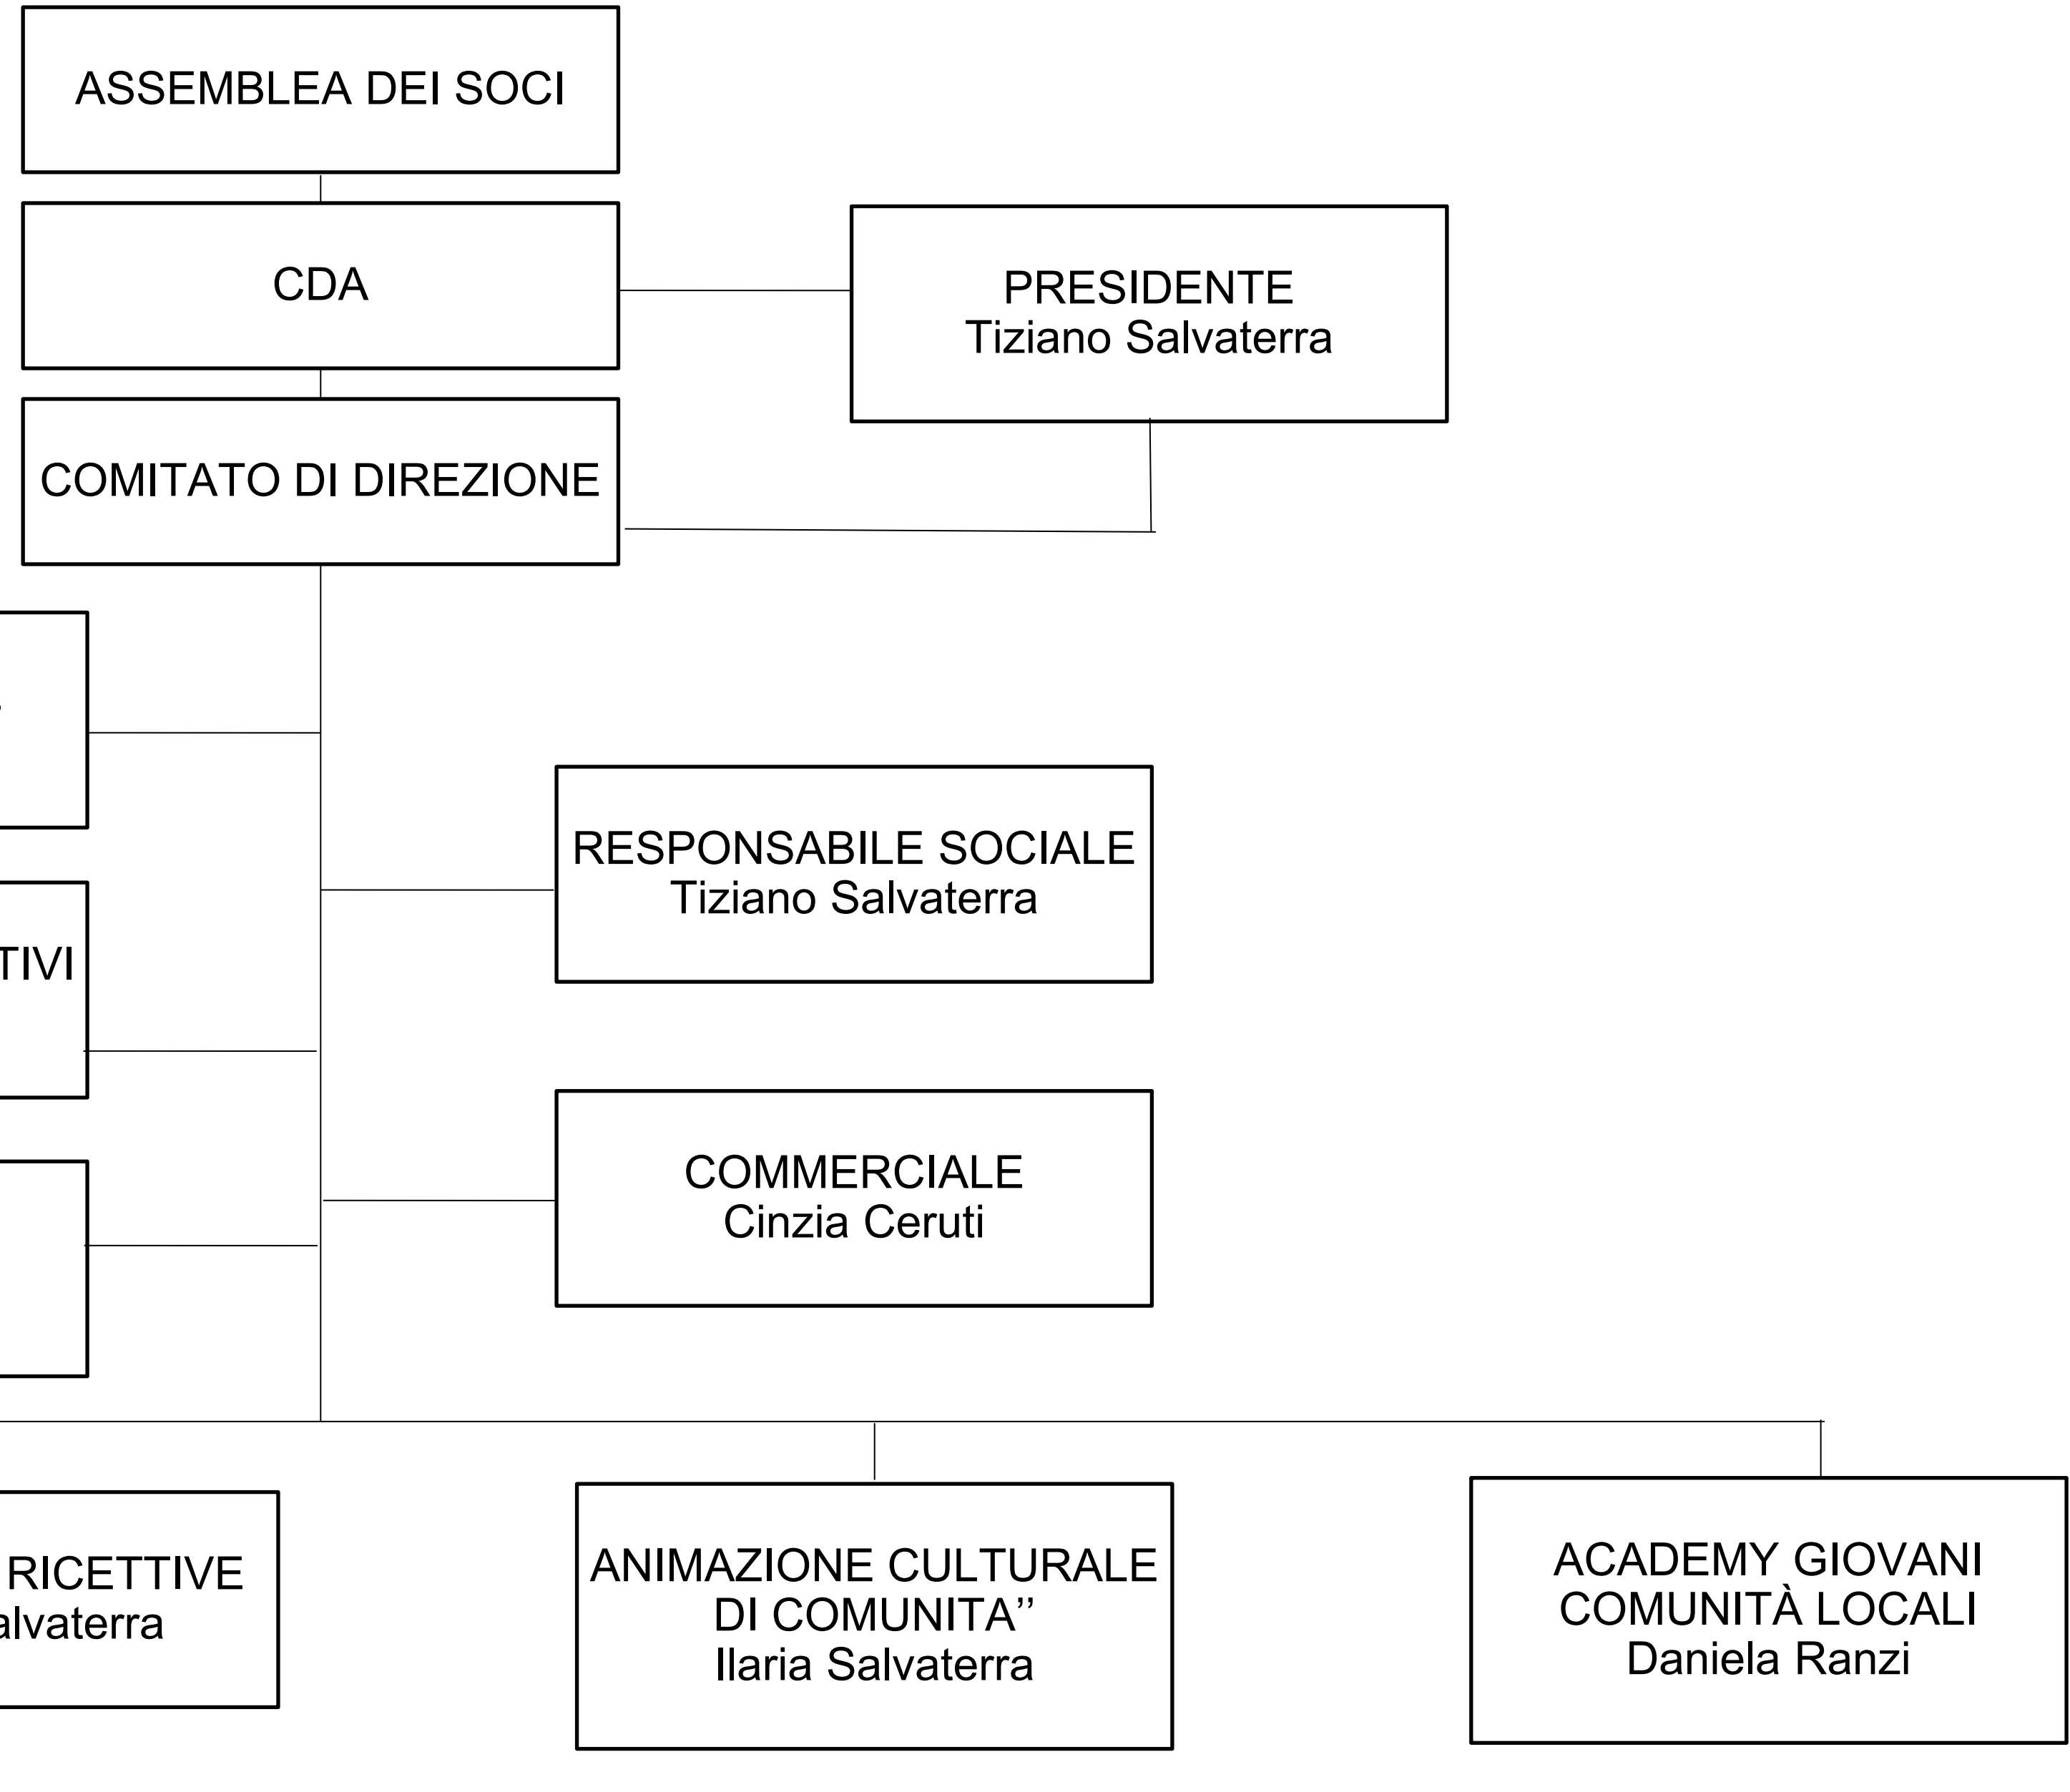 ASSEMBLEA DEI SOCI
CDA
PRESIDENTE
Tiziano Salvaterra
COMITATO DI DIREZIONE
RESPONSABILE SOCIALE
Tiziano Salvaterra
TIVI
COMMERCIALE
Cinzia Ceruti
RICETTIVE
alvaterra
ANIMAZIONE CULTURALE
DI COMUNITA’’
Ilaria Salvaterra
ACADEMY GIOVANI
COMUNITÀ LOCALI
Daniela Ranzi